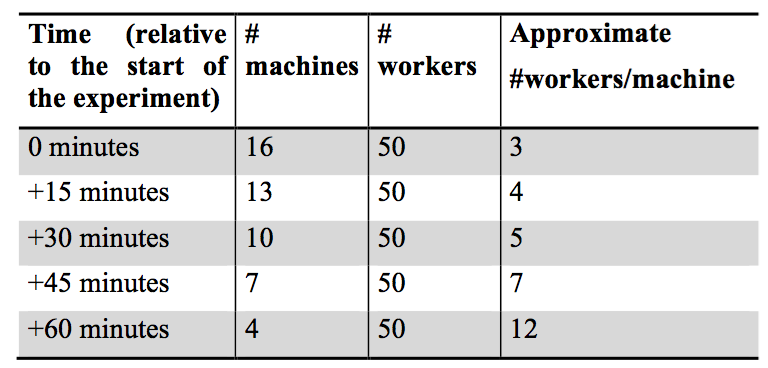 Time (relative to the start of the experiment) | # machines | # workers | Approximate #workers/machine
0 minutes | 16 | 50 | 3
+15 minutes | 13 | 50 | 4
+30 minutes | 10 | 50 | 5
+45 minutes | 7 | 50 | 7
+60 minutes | 4 | 50 | 12